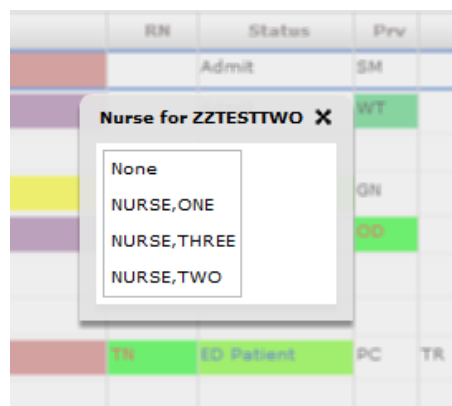 RN Status Prv
Admit SM
Nurse for ZZTESTTWO X
WT
None
NURSE,ONE
GN
NURSE,THREE
OD
NURSE,TWO
TN ED Patient PC TR